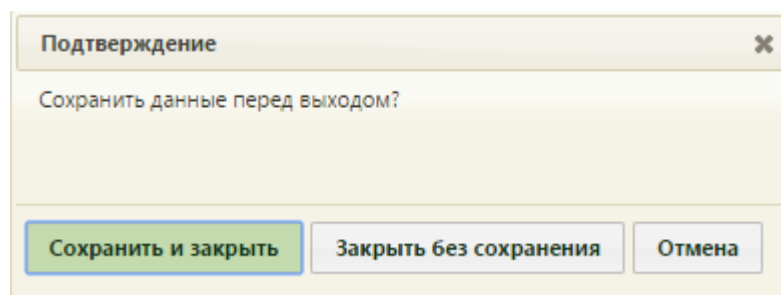 Подтверждение
Сохранить данные перед выходом?
Сохранить и закрыть Закрыть без сохранения Отмена